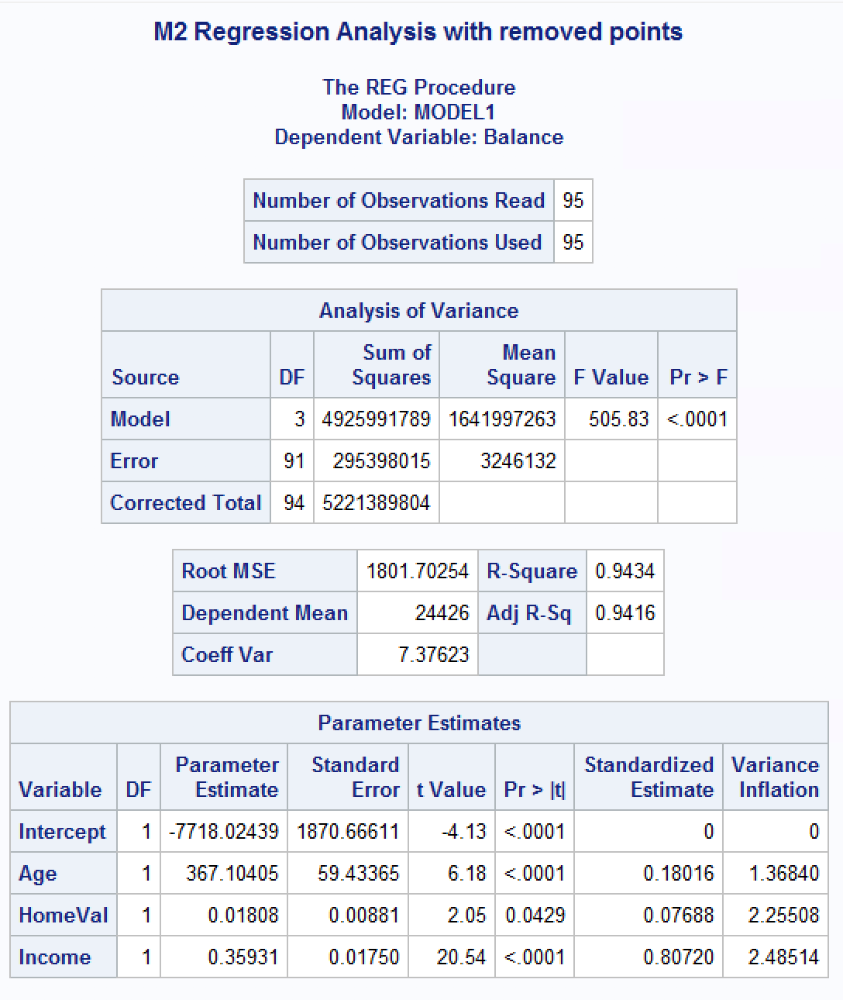 M2 Regression Analysis with removed points
The REG Procedure
Model: MODEL1
Dependent Variable: Balance
Number of Observations Read 95
Number of Observations Used 95
Analysis of Variance
Source DF Sum of Squares Mean Square F Value Pr > F
Model 3 4925991789 1641997263 505.83 <.0001
Error 91 295398015 3246132
Corrected Total 94 5221389804
Root MSE 1801.70254 R-Square 0.9434
Dependent Mean 24426 Adj R-Sq 0.9416
Coeff Var 7.37623
Parameter Estimates
Variable DF Parameter Estimate Standard Error t Value Pr > |t| Standardized Estimate Variance Inflation
Intercept 1 -7718.02439 1870.66611 -4.13 <.0001 0 0
Age 1 367.10405 59.43365 6.18 <.0001 0.18016 1.36840
HomeVal 1 0.01808 0.00881 2.05 0.0429 0.07688 2.25508
Income 1 0.35931 0.01750 20.54 <.0001 0.80720 2.48514